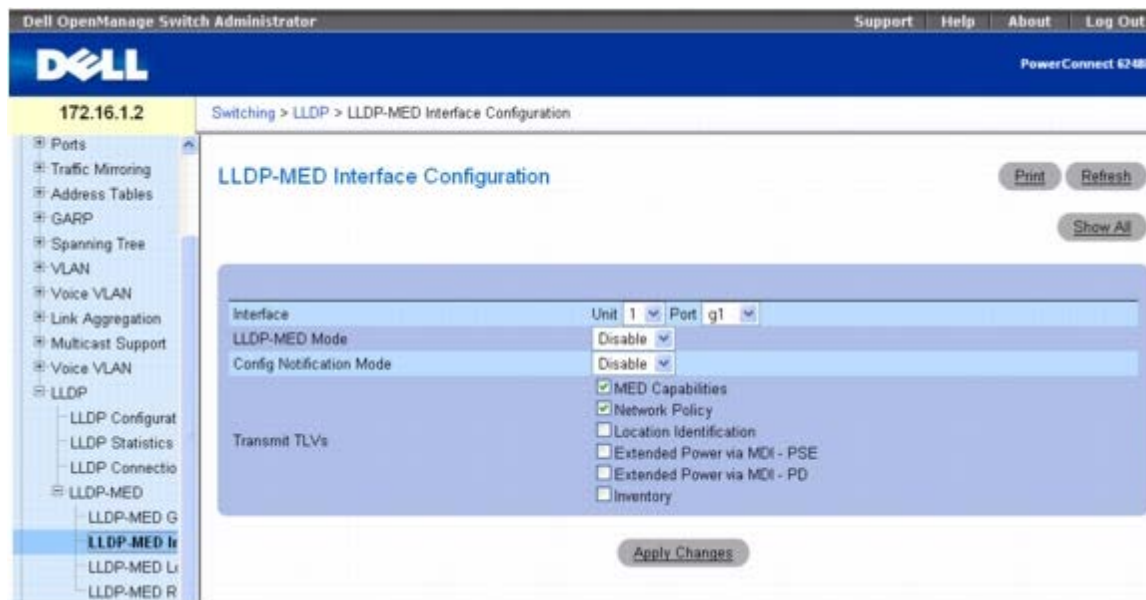 Dell OpenManage Switch Administrator
Support Help About Log Out
DELL
PowerConnect 6248
172.16.1.2
Switching > LLDP > LLDP-MED Interface Configuration
Ports
Traffic Mirroring
Address Tables
GARP
Spanning Tree
VLAN
Voice VLAN
Link Aggregation
Multicast Support
Voice VLAN
LLDP
LLDP Configurat
LLDP Statistics
LLDP Connectio
LLDP-MED
LLDP-MED G
LLDP-MED In
LLDP-MED Lo
LLDP-MED R
LLDP-MED Interface Configuration
Print Refresh
Show All
Interface Unit 1 Port g1
LLDP-MED Mode Disable
Config Notification Mode Disable
Transmit TLVs
MED Capabilities
Network Policy
Location Identification
Extended Power via MDI - PSE
Extended Power via MDI - PD
Inventory
Apply Changes